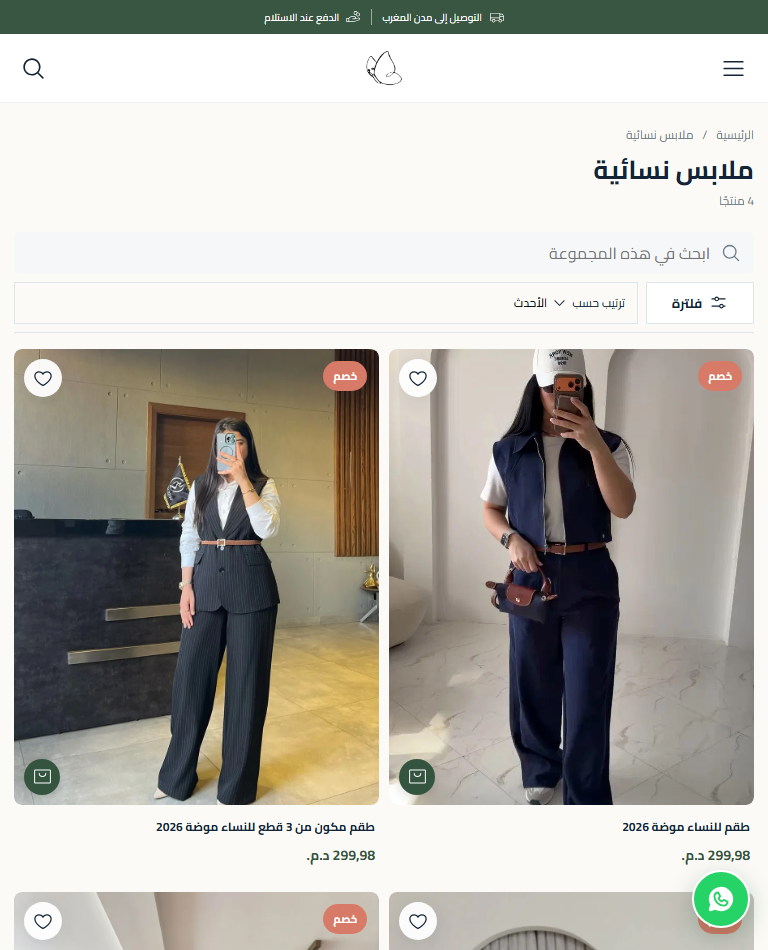 التوصيل إلى مدن المغرب
الدفع عند الاستلام
الرئيسية / ملابس نسائية
ملابس نسائية
4 منتجًا
ابحث في هذه المجموعة
فلترة
ترتيب حسب الأحدث
خصم
خصم
طقم للنساء موضة 2026
299,98 د.م.
طقم مكون من 3 قطع للنساء موضة 2026
299,98 د.م.
خصم